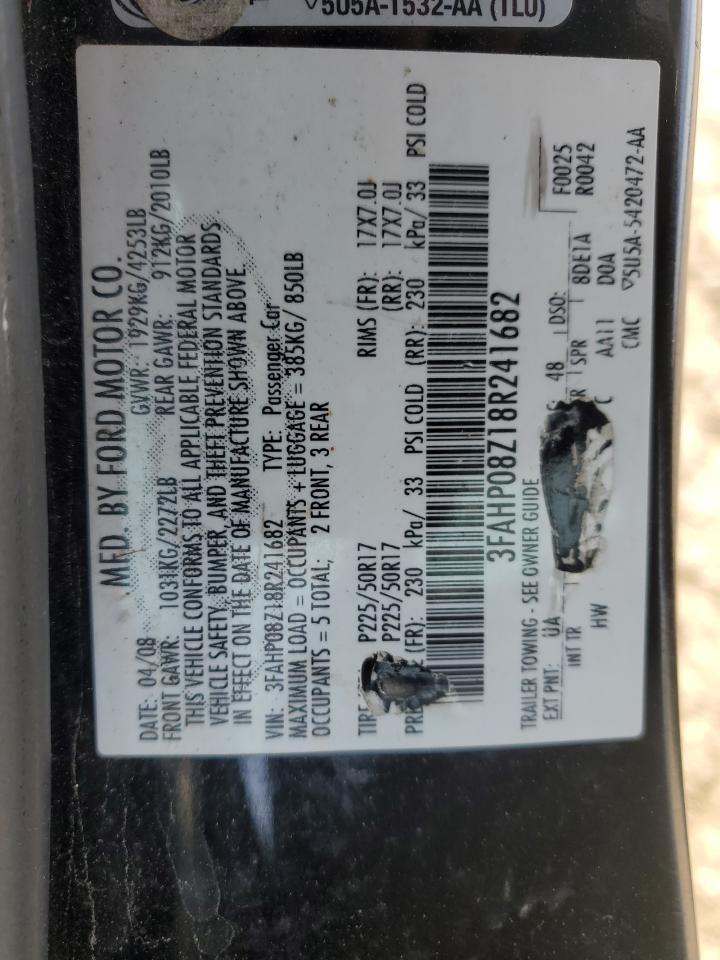 5U5A-1532-AA (TL0)
MFD. BY FORD MOTOR CO.
DATE: 04/08 GVWR: 1929KG/4253LB
FRONT GAWR: 1031KG/2272LB REAR GAWR: 912KG/2010LB
THIS VEHICLE CONFORMS TO ALL APPLICABLE FEDERAL MOTOR
VEHICLE SAFETY, BUMPER, AND THEFT PREVENTION STANDARDS
IN EFFECT ON THE DATE OF MANUFACTURE SHOWN ABOVE.
VIN: 3FAHP08Z18R241682 TYPE: Passenger Car
MAXIMUM LOAD = OCCUPANTS + LUGGAGE = 385KG/ 850LB
OCCUPANTS = 5 TOTAL; 2 FRONT, 3 REAR
TIRE P225/50R17 RIMS (FR): 17X7.0J
P225/50R17 (RR): 17X7.0J
PRE (FR): 230 kPa/ 33 PSI COLD (RR): 230 kPa/ 33 PSI COLD
3FAHP08Z18R241682
TRAILER TOWING - SEE OWNER GUIDE
EXT PNT: UA 48 DSO: F0025
INT TR R SPR 8DE1A R0042
HW C AA11 D0A
CMC ▽5U5A-5420472-AA